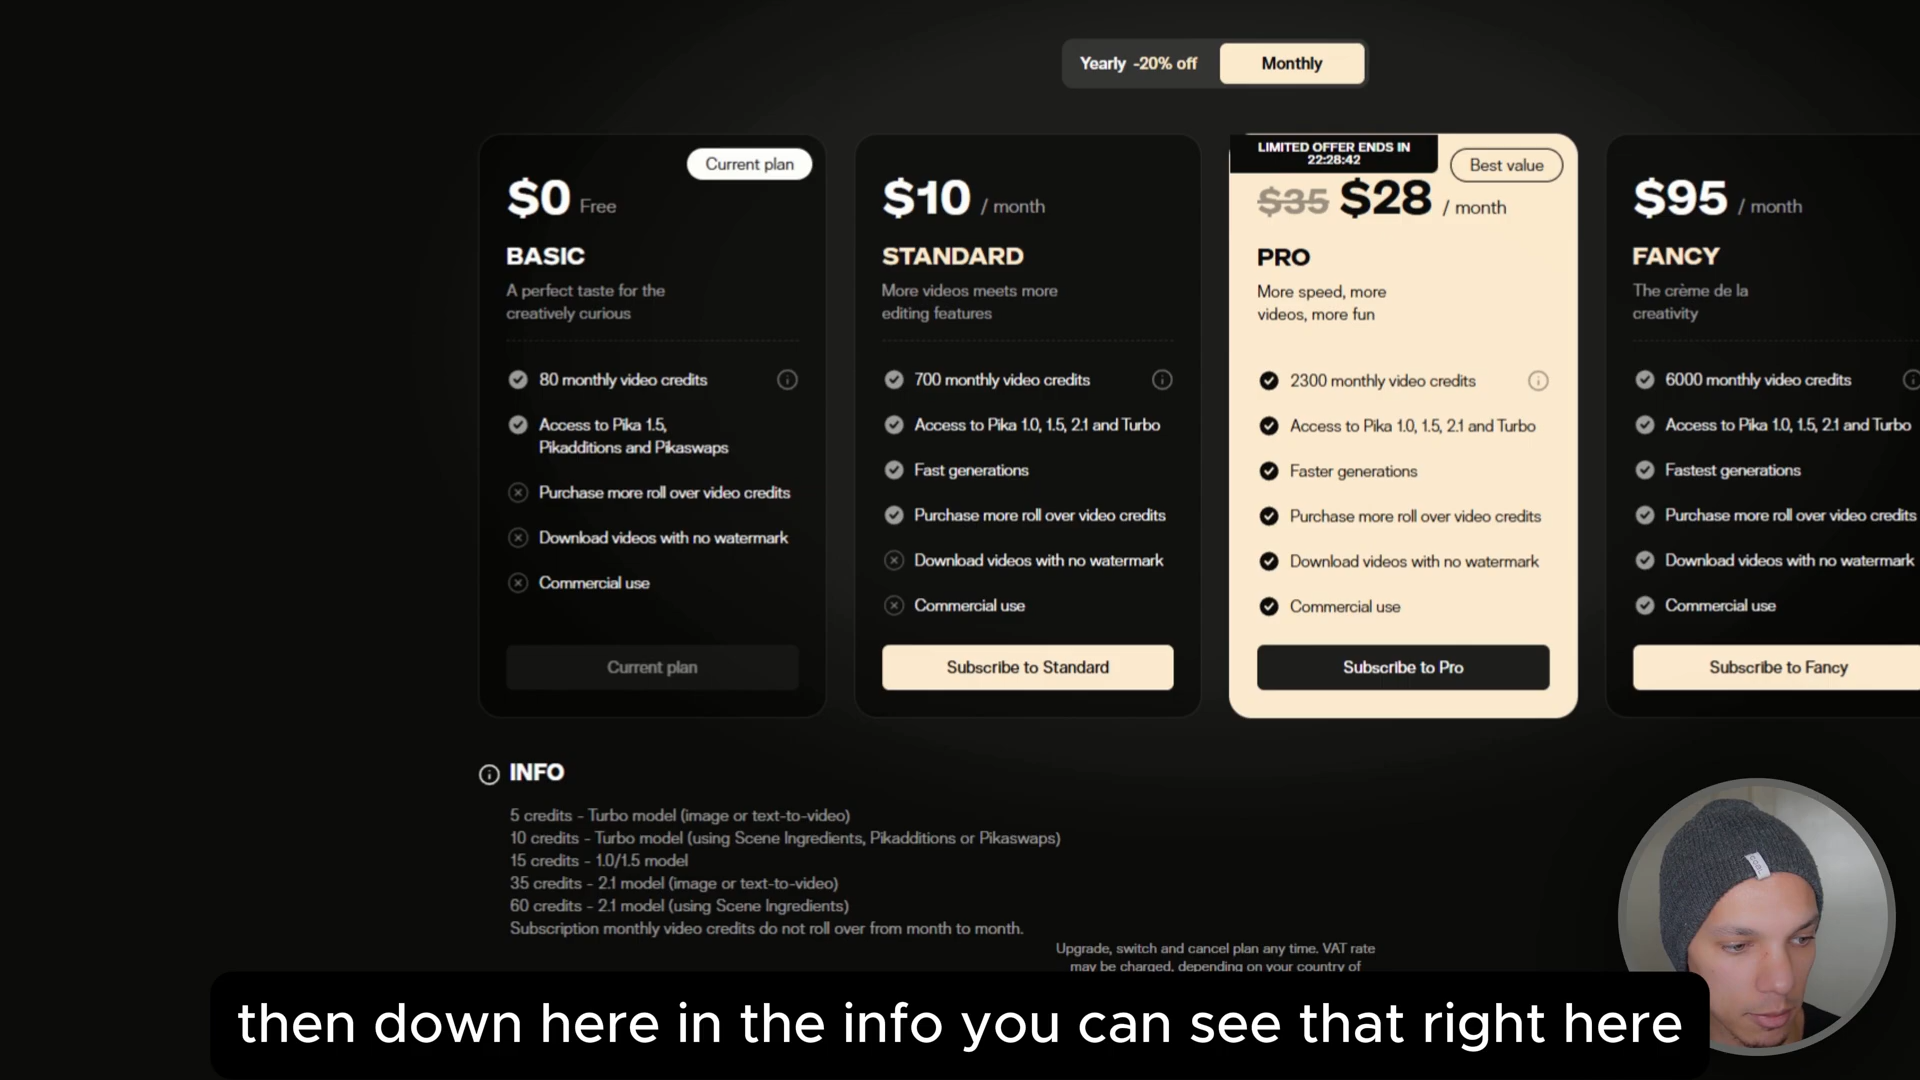 Yearly -20% off
Monthly
Current plan
$0 Free
BASIC
A perfect taste for the
creatively curious
80 monthly video credits
Access to Pika 1.5,
Pikadditions and Pikaswaps
Purchase more roll over video credits
Download videos with no watermark
Commercial use
Current plan
$10 / month
STANDARD
More videos meets more
editing features
700 monthly video credits
Access to Pika 1.0, 1.5, 2.1 and Turbo
Fast generations
Purchase more roll over video credits
Download videos with no watermark
Commercial use
Subscribe to Standard
LIMITED OFFER ENDS IN
22:28:42
Best value
$35 $28 / month
PRO
More speed, more
videos, more fun
2300 monthly video credits
Access to Pika 1.0, 1.5, 2.1 and Turbo
Faster generations
Purchase more roll over video credits
Download videos with no watermark
Commercial use
Subscribe to Pro
$95 / month
FANCY
The crème de la
creativity
6000 monthly video credits
Access to Pika 1.0, 1.5, 2.1 and Turbo
Fastest generations
Purchase more roll over video credits
Download videos with no watermark
Commercial use
Subscribe to Fancy
INFO
5 credits - Turbo model (image or text-to-video)
10 credits - Turbo model (using Scene Ingredients, Pikadditions or Pikaswaps)
15 credits - 1.0/1.5 model
35 credits - 2.1 model (image or text-to-video)
60 credits - 2.1 model (using Scene Ingredients)
Subscription monthly video credits do not roll over from month to month.
Upgrade, switch and cancel plan any time. VAT rate
may be charged, depending on your country of
then down here in the info you can see that right here